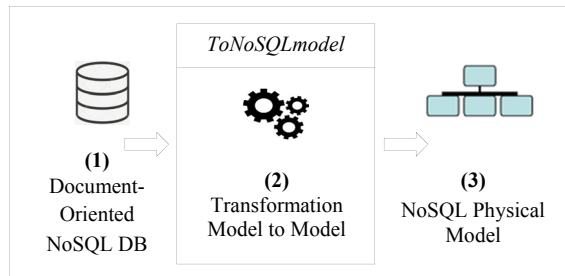 ToNoSQLmodel
(1)
Document-
Oriented
NoSQL DB
(2)
Transformation
Model to Model
(3)
NoSQL Physical
Model